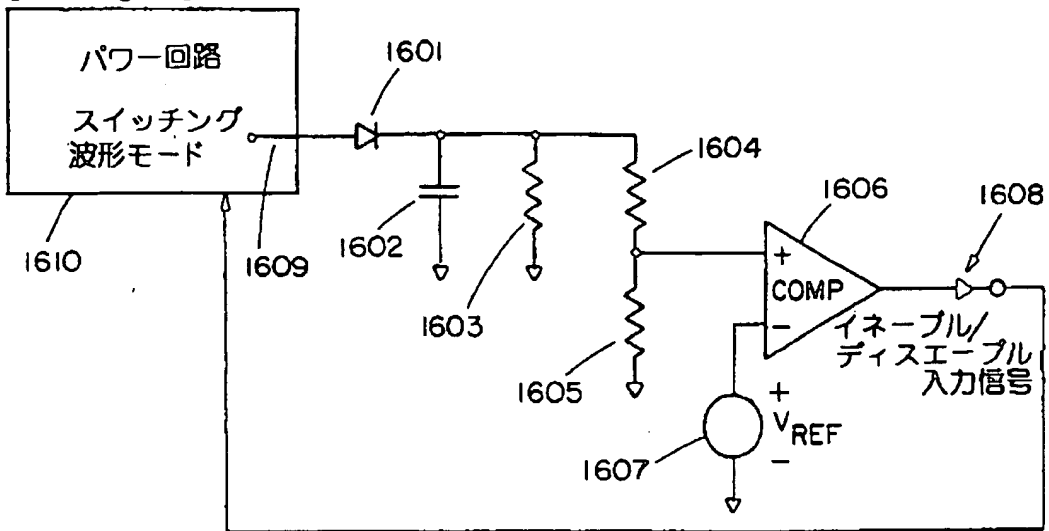 パワー回路
スイッチング
波形モード
1601
1602
1603
1604
1605
1606
1607
1608
1609
1610
+
COMP
-
イネーブル/
ディスエーブル
入力信号
+
VREF
-